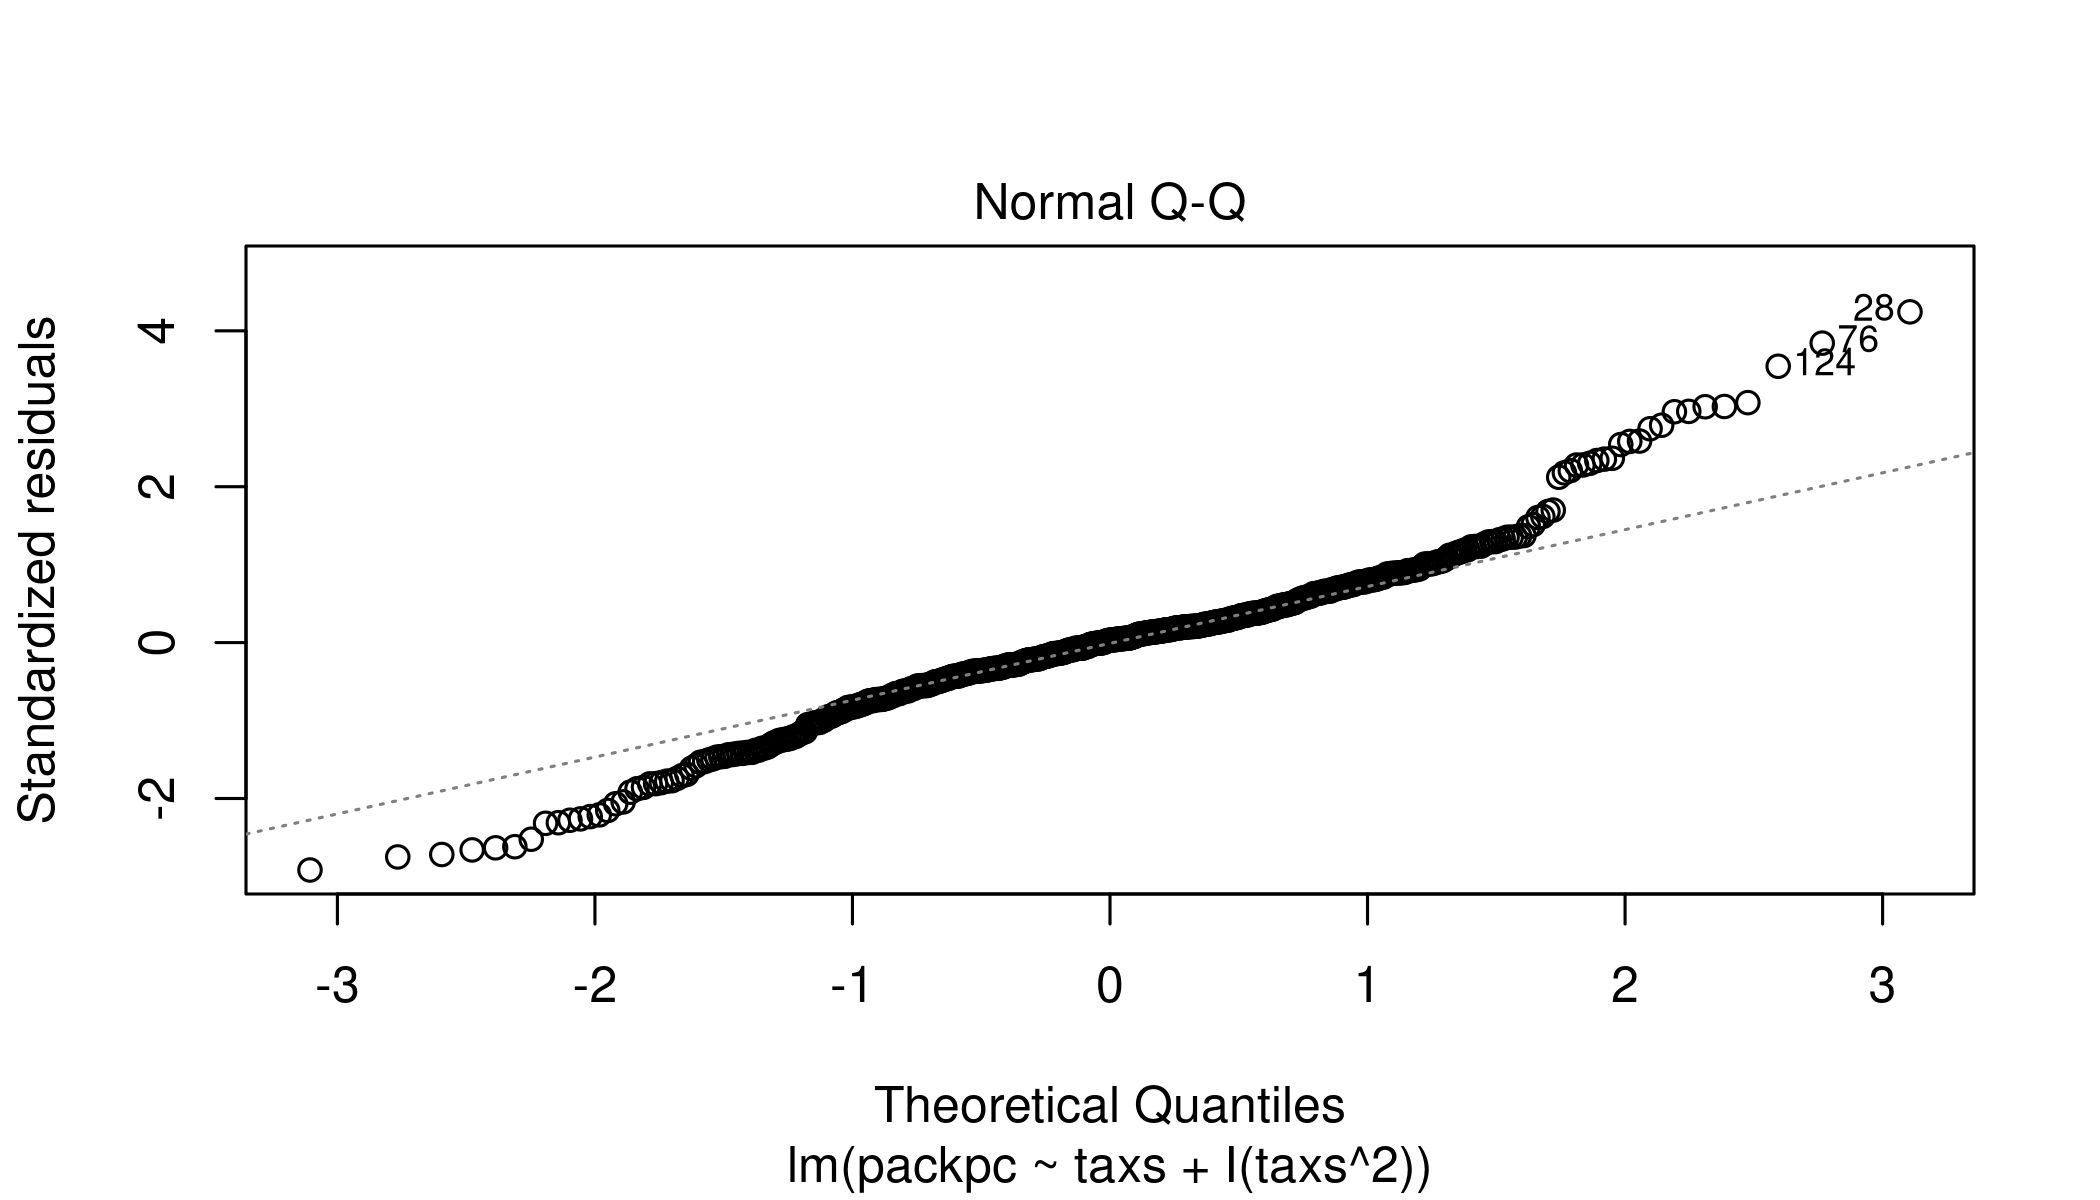 Normal Q-Q
Standardized residuals
4
2
0
-2
28
76
124
-3 -2 -1 0 1 2 3
Theoretical Quantiles
lm(packpc ~ taxs + I(taxs^2))